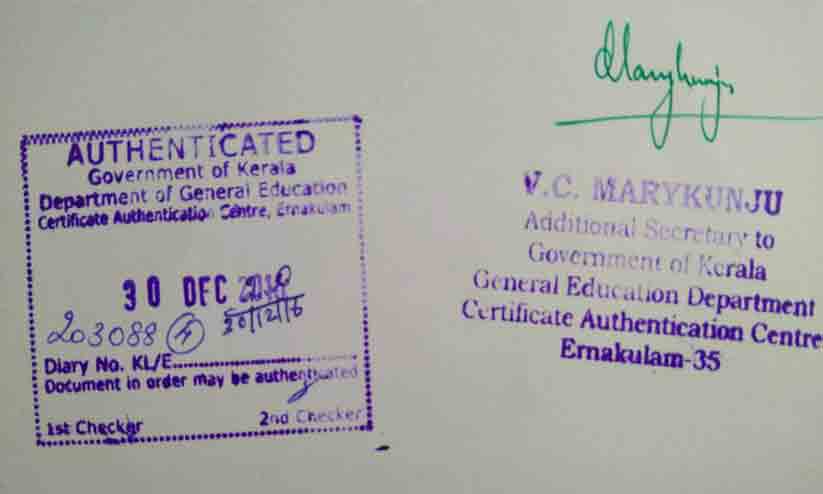 AUTHENTICATED
Government of Kerala
Department of General Education
Certificate Authentication Centre, Ernakulam
30 DEC
203088
Diary No. KL/E
Document in order may be authenticated
1st Checker 2nd Checker
Marykunju
V.C. MARYKUNJU
Additional Secretary to
Government of Kerala
General Education Department
Certificate Authentication Centre
Ernakulam-35